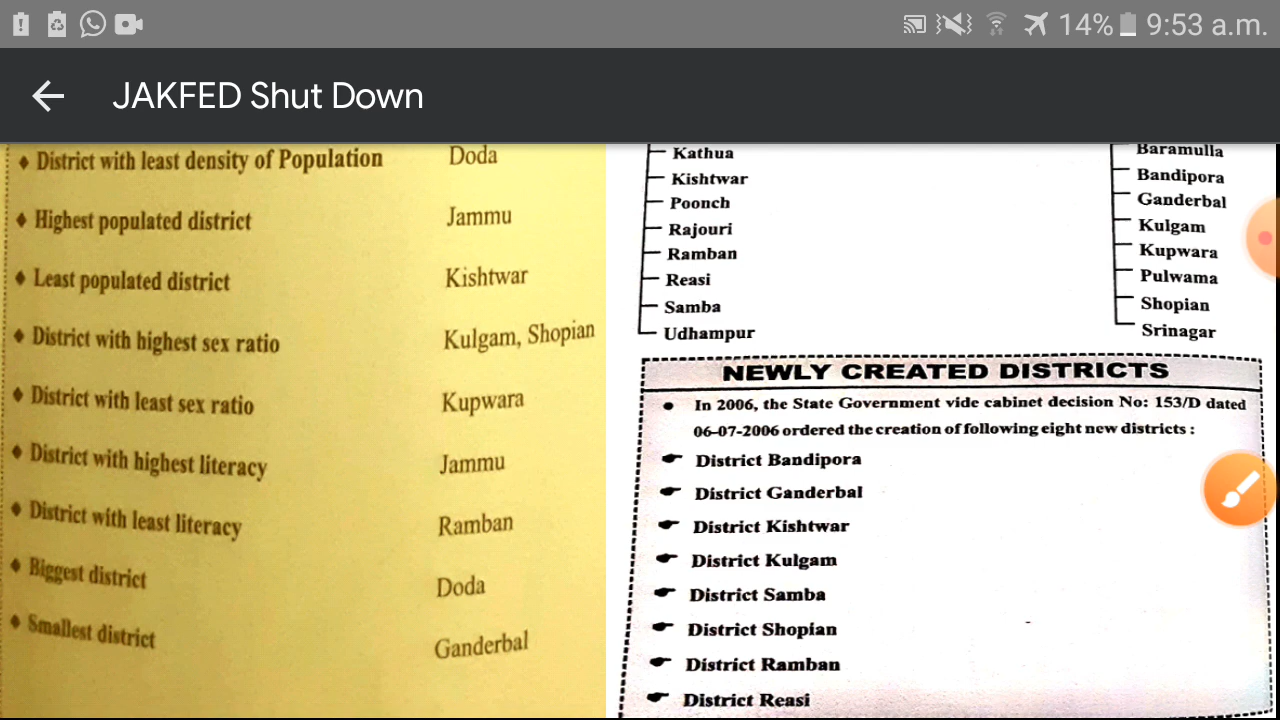 14% 9:53 a.m.
JAKFED Shut Down
♦ District with least density of Population Doda
♦ Highest populated district Jammu
♦ Least populated district Kishtwar
♦ District with highest sex ratio Kulgam, Shopian
♦ District with least sex ratio Kupwara
♦ District with highest literacy Jammu
♦ District with least literacy Ramban
♦ Biggest district Doda
♦ Smallest district Ganderbal
Kathua
Kishtwar
Poonch
Rajouri
Ramban
Reasi
Samba
Udhampur
Baramulla
Bandipora
Ganderbal
Kulgam
Kupwara
Pulwama
Shopian
Srinagar
NEWLY CREATED DISTRICTS
• In 2006, the State Government vide cabinet decision No: 153/D dated
06-07-2006 ordered the creation of following eight new districts :
☛ District Bandipora
☛ District Ganderbal
☛ District Kishtwar
☛ District Kulgam
☛ District Samba
☛ District Shopian
☛ District Ramban
☛ District Reasi